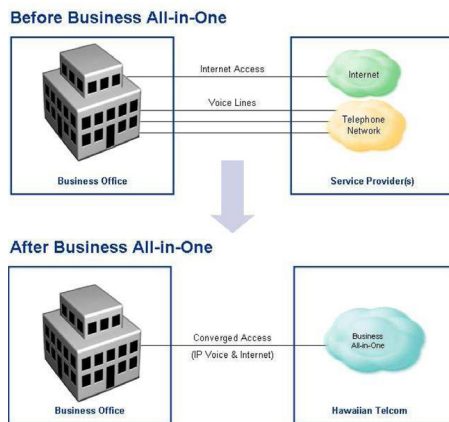 Before Business All-in-One
Internet Access
Internet
Voice Lines
Telephone
Network
Business Office
Service Provider(s)
After Business All-in-One
Converged Access
(IP Voice & Internet)
Business
All-in-One
Business Office
Hawaiian Telcom